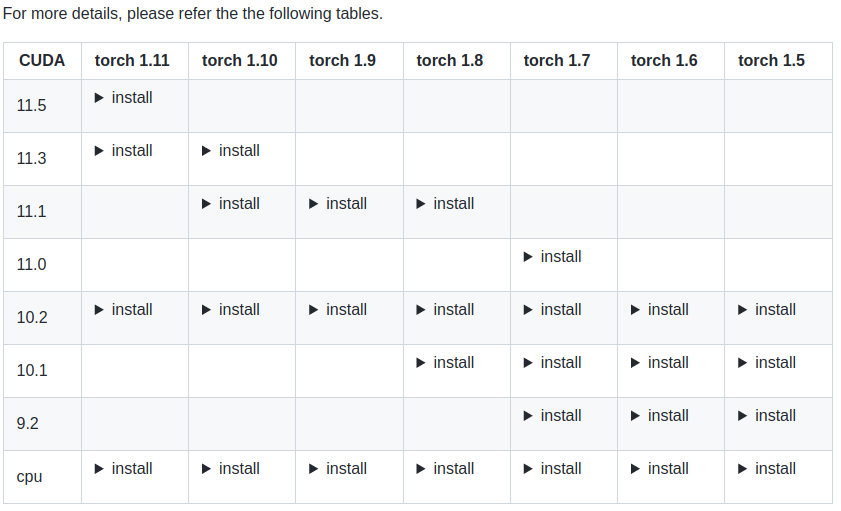 For more details, please refer the the following tables.
CUDA torch 1.11 torch 1.10 torch 1.9 torch 1.8 torch 1.7 torch 1.6 torch 1.5
11.5 install
11.3 install install
11.1 install install install
11.0 install
10.2 install install install install install install install
10.1 install install install install
9.2 install install install
cpu install install install install install install install